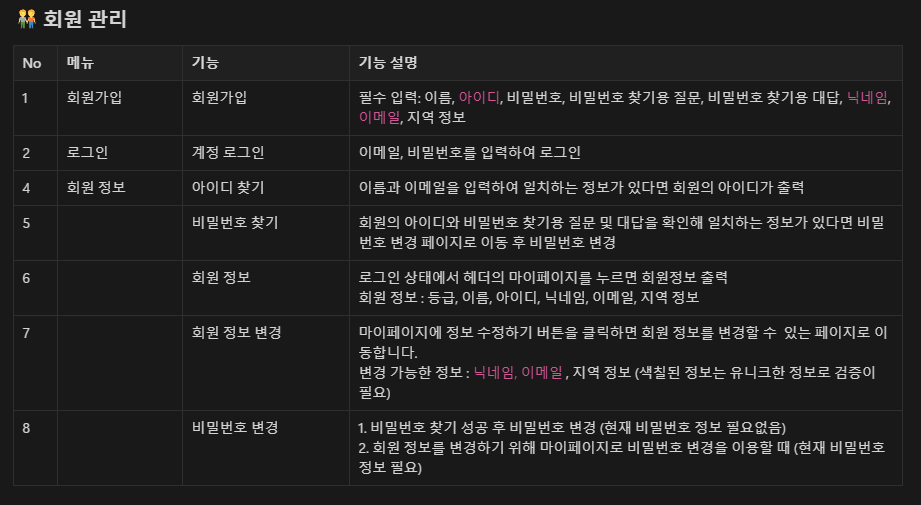 👬 회원 관리
No 메뉴 기능 기능 설명
1 회원가입 회원가입 필수 입력: 이름, 아이디, 비밀번호, 비밀번호 찾기용 질문, 비밀번호 찾기용 대답, 닉네임,
이메일, 지역 정보
2 로그인 계정 로그인 이메일, 비밀번호를 입력하여 로그인
4 회원 정보 아이디 찾기 이름과 이메일을 입력하여 일치하는 정보가 있다면 회원의 아이디가 출력
5 비밀번호 찾기 회원의 아이디와 비밀번호 찾기용 질문 및 대답을 확인해 일치하는 정보가 있다면 비밀
번호 변경 페이지로 이동 후 비밀번호 변경
6 회원 정보 로그인 상태에서 헤더의 마이페이지를 누르면 회원정보 출력
회원 정보 : 등급, 이름, 아이디, 닉네임, 이메일, 지역 정보
7 회원 정보 변경 마이페이지에 정보 수정하기 버튼을 클릭하면 회원 정보를 변경할 수 있는 페이지로 이
동합니다.
변경 가능한 정보 : 닉네임, 이메일 , 지역 정보 (색칠된 정보는 유니크한 정보로 검증이
필요)
8 비밀번호 변경 1. 비밀번호 찾기 성공 후 비밀번호 변경 (현재 비밀번호 정보 필요없음)
2. 회원 정보를 변경하기 위해 마이페이지로 비밀번호 변경을 이용할 때 (현재 비밀번호
정보 필요)